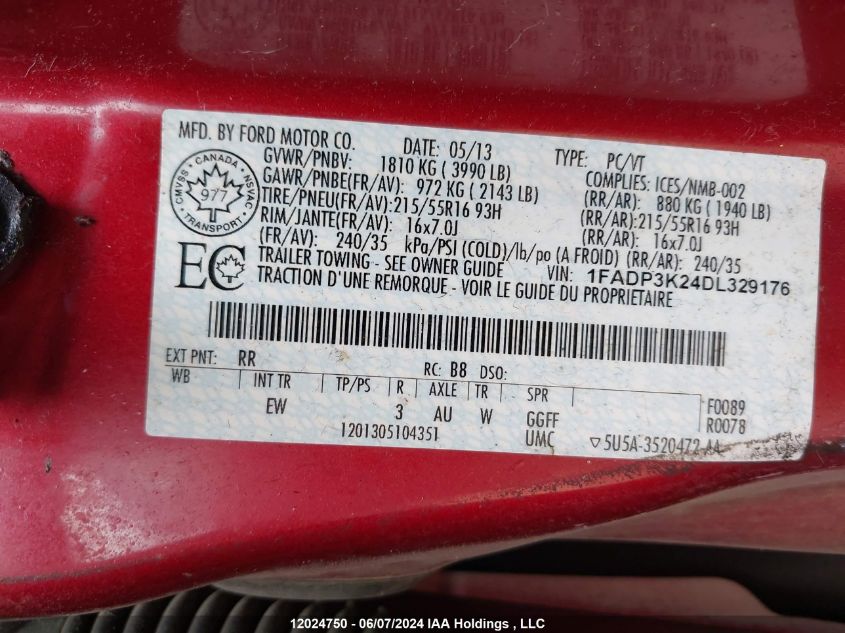 MFD. BY FORD MOTOR CO. DATE: 05/13 TYPE: PC/VT
GVWR/PNBV: 1810 KG ( 3990 LB) COMPLIES: ICES/NMB-002
GAWR/PNBE(FR/AV): 972 KG ( 2143 LB) (RR/AR): 880 KG ( 1940 LB)
TIRE/PNEU(FR/AV):215/55R16 93H (RR/AR):215/55R16 93H
RIM/JANTE(FR/AV): 16x7.0J (RR/AR): 16x7.0J
(FR/AV): 240/35 kPa/PSI (COLD)/lb/po (A FROID) (RR/AR): 240/35
CANADA
CMVSS NSVAC
977
TRANSPORT
EC
TRAILER TOWING - SEE OWNER GUIDE VIN: 1FADP3K24DL329176
TRACTION D'UNE REMORQUE - VOIR LE GUIDE DU PROPRIETAIRE
EXT PNT: RR RC: B8 DSO:
WB INT TR TP/PS R AXLE TR SPR F0089
EW 3 AU W GGFF R0078
1201305104351 UMC ▽5U5A-3520472-AA
12024750 - 06/07/2024 IAA Holdings , LLC